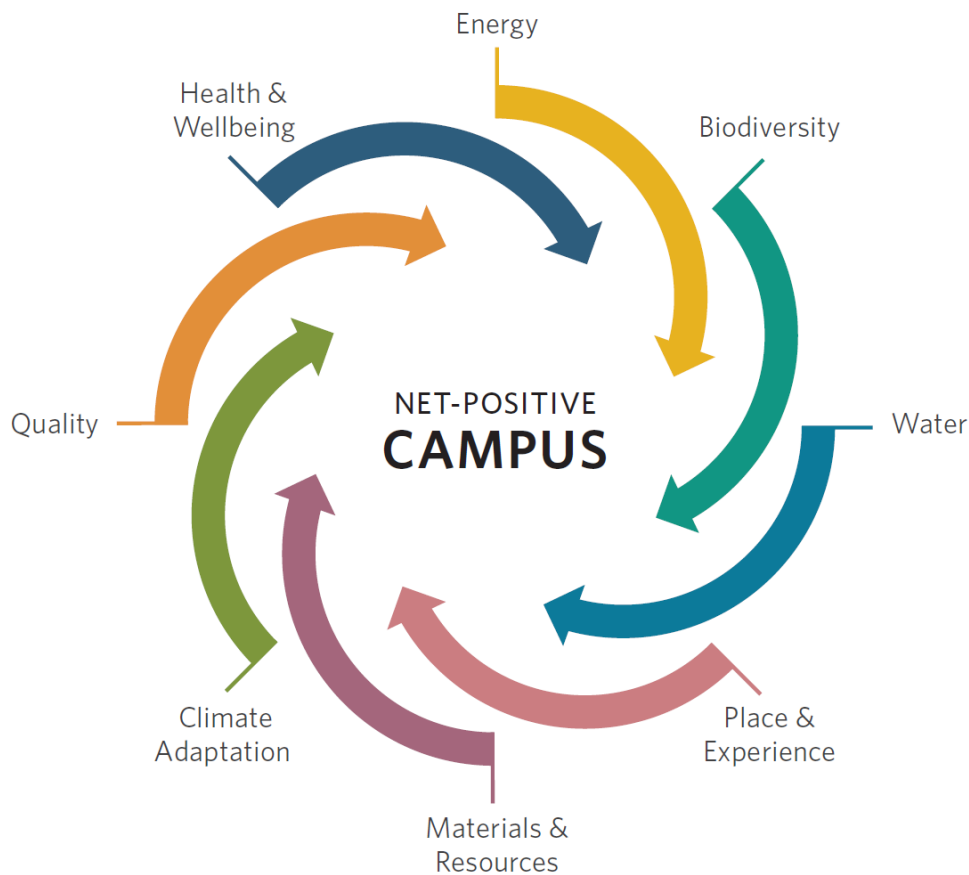 Energy
Health &
Wellbeing
Biodiversity
Quality
NET-POSITIVE
CAMPUS
Water
Climate
Adaptation
Place &
Experience
Materials &
Resources